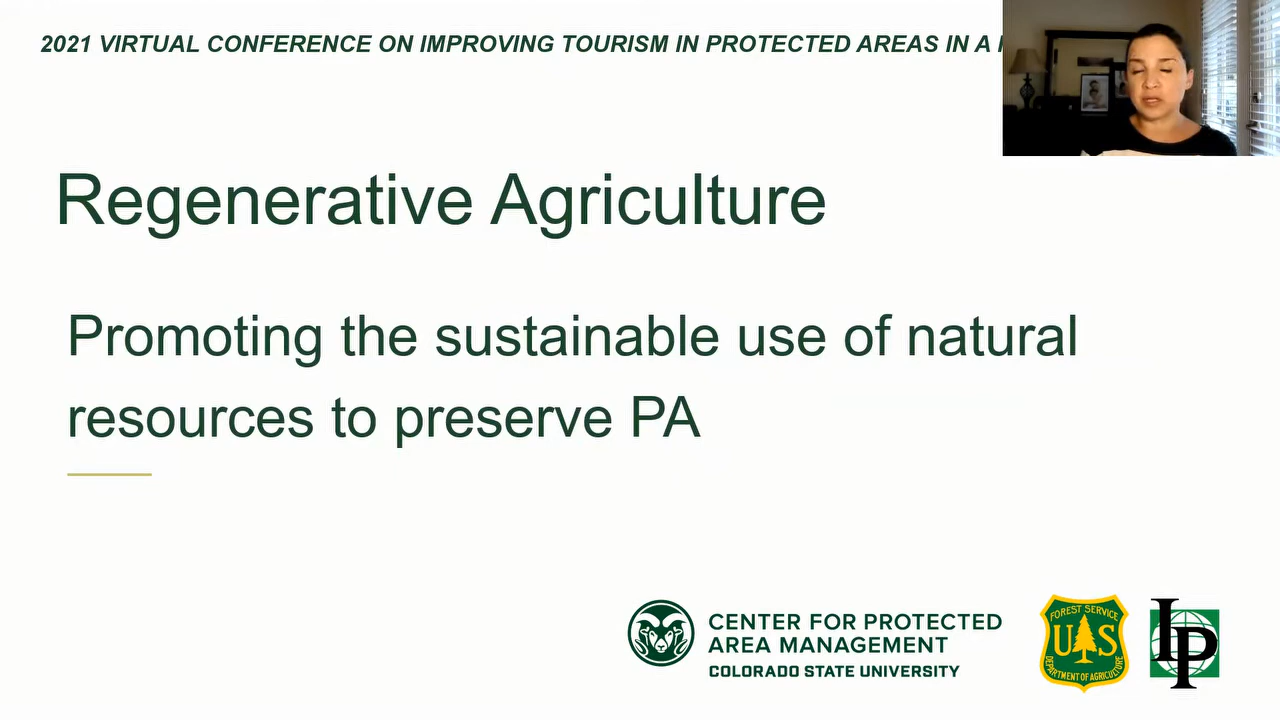 2021 VIRTUAL CONFERENCE ON IMPROVING TOURISM IN PROTECTED AREAS IN A
Regenerative Agriculture
Promoting the sustainable use of natural
resources to preserve PA
CENTER FOR PROTECTED
AREA MANAGEMENT
COLORADO STATE UNIVERSITY
FOREST SERVICE
U S
DEPARTMENT OF AGRICULTURE
IP